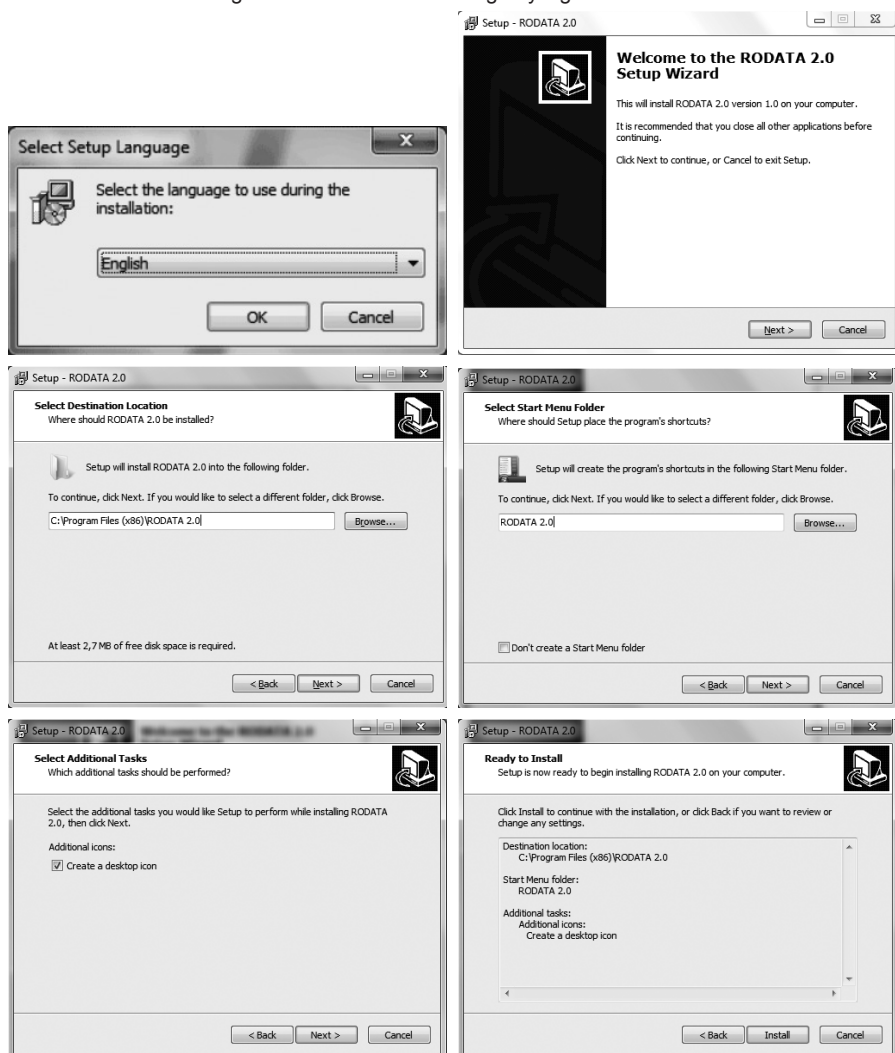 Setup - RODATA 2.0
Welcome to the RODATA 2.0
Setup Wizard
This will install RODATA 2.0 version 1.0 on your computer.
It is recommended that you close all other applications before
continuing.
Click Next to continue, or Cancel to exit Setup.
Next >
Cancel
Select Setup Language
Select the language to use during the
installation:
English
OK
Cancel
Setup - RODATA 2.0
Select Destination Location
Where should RODATA 2.0 be installed?
Setup will install RODATA 2.0 into the following folder.
To continue, click Next. If you would like to select a different folder, click Browse.
C:\Program Files (x86)\RODATA 2.0
Browse...
At least 2,7 MB of free disk space is required.
< Back
Next >
Cancel
Setup - RODATA 2.0
Select Start Menu Folder
Where should Setup place the program's shortcuts?
Setup will create the program's shortcuts in the following Start Menu folder.
To continue, click Next. If you would like to select a different folder, click Browse.
RODATA 2.0
Browse...
Don't create a Start Menu folder
< Back
Next >
Cancel
Setup - RODATA 2.0
Select Additional Tasks
Which additional tasks should be performed?
Select the additional tasks you would like Setup to perform while installing RODATA
2.0, then click Next.
Additional icons:
Create a desktop icon
< Back
Next >
Cancel
Setup - RODATA 2.0
Ready to Install
Setup is now ready to begin installing RODATA 2.0 on your computer.
Click Install to continue with the installation, or click Back if you want to review or
change any settings.
Destination location:
C:\Program Files (x86)\RODATA 2.0
Start Menu folder:
RODATA 2.0
Additional tasks:
Additional icons:
Create a desktop icon
< Back
Install
Cancel